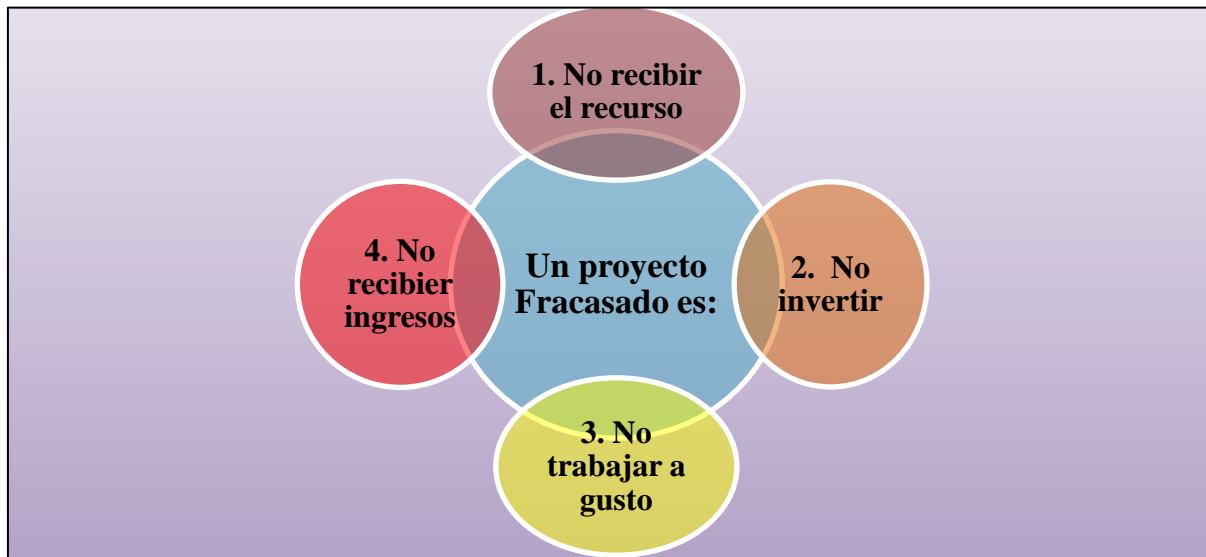 1. No recibir
el recurso
Un proyecto
Fracasado es:
2. No
invertir
3. No
trabajar a
gusto
4. No
recibier
ingresos